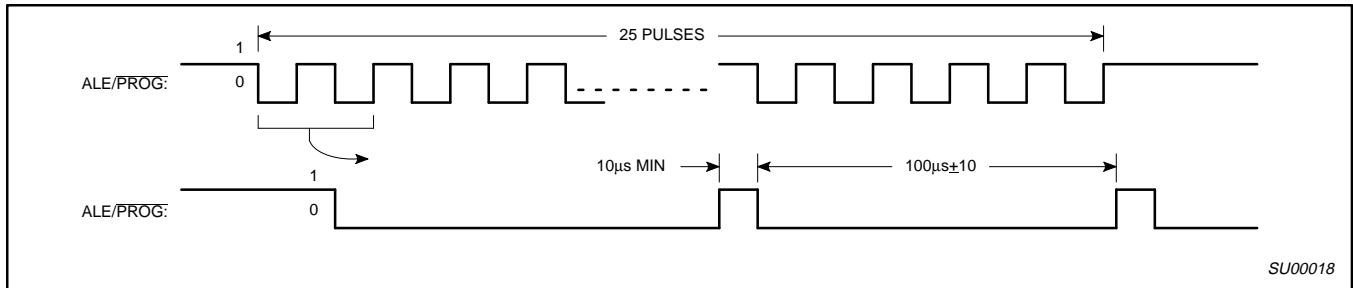 25 PULSES
1
0
ALE/PROG:
10μs MIN
100μs±10
1
0
ALE/PROG:
SU00018